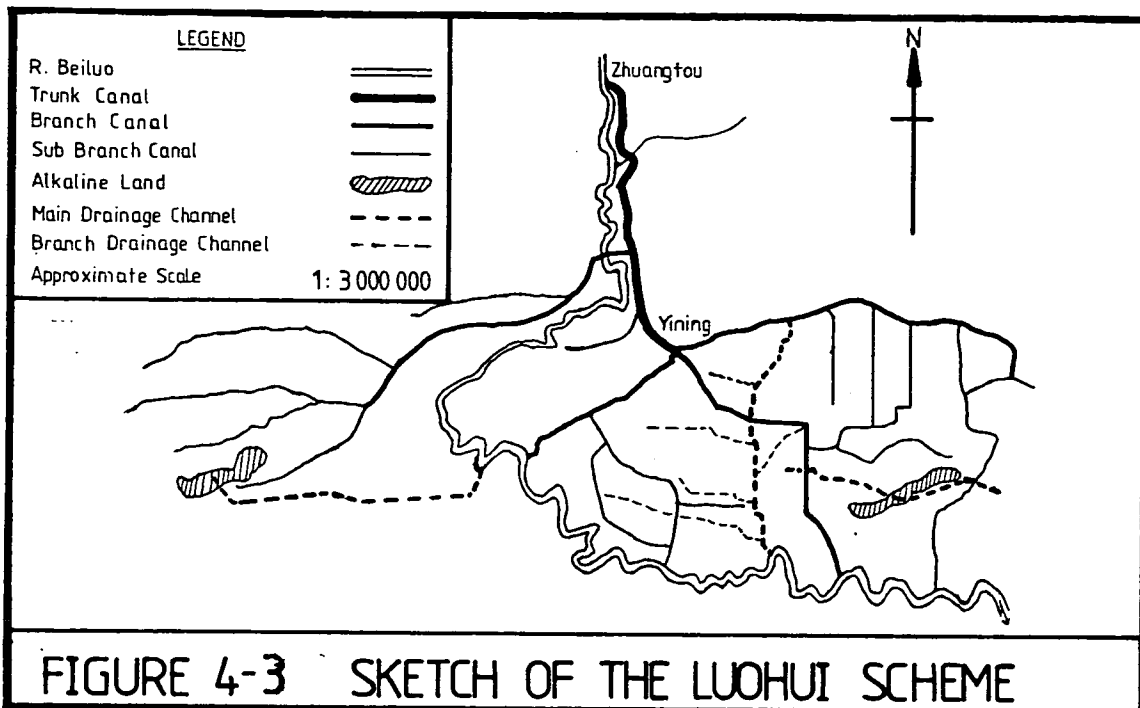 LEGEND
R. Beiluo
Trunk Canal
Branch Canal
Sub Branch Canal
Alkaline Land
Main Drainage Channel
Branch Drainage Channel
Approximate Scale 1: 3 000 000
Zhuangtou
N
Yining
FIGURE 4-3 SKETCH OF THE LUOHUI SCHEME